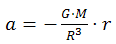 a = − G·M / R³ · r